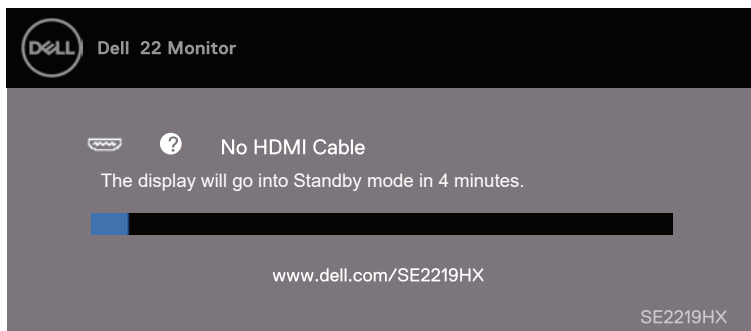 DELL Dell 22 Monitor
? No HDMI Cable
The display will go into Standby mode in 4 minutes.
www.dell.com/SE2219HX
SE2219HX